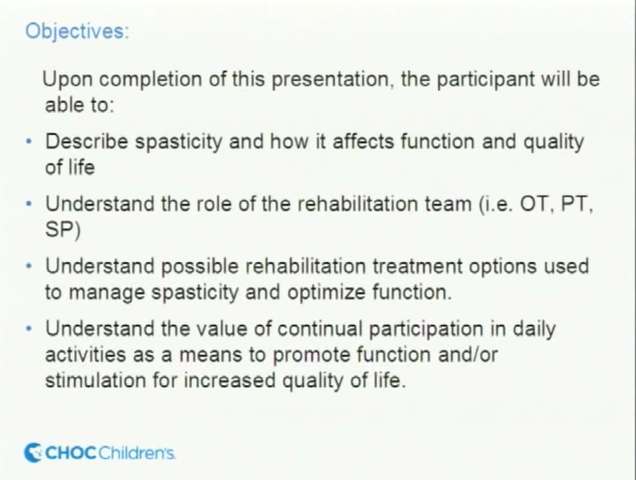 Objectives:
Upon completion of this presentation, the participant will be
able to:
• Describe spasticity and how it affects function and quality
of life
• Understand the role of the rehabilitation team (i.e. OT, PT,
SP)
• Understand possible rehabilitation treatment options used
to manage spasticity and optimize function.
• Understand the value of continual participation in daily
activities as a means to promote function and/or
stimulation for increased quality of life.
CHOC Children's.